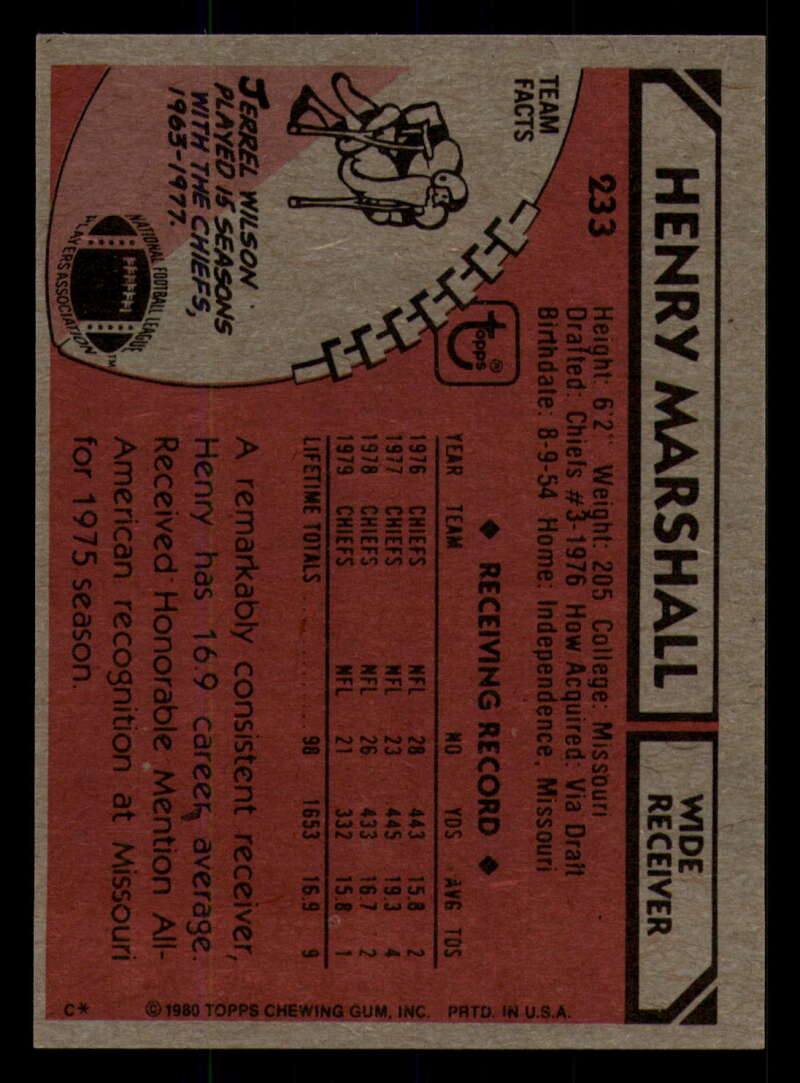 HENRY MARSHALL
WIDE
RECEIVER
233
Height: 6'2" Weight: 205 College: Missouri
Drafted: Chiefs #3-1976 How Acquired: Via Draft
Birthdate: 8-9-54 Home: Independence, Missouri
TEAM
FACTS
JERREL WILSON
PLAYED 15 SEASONS
WITH THE CHIEFS,
1963-1977.
NATIONAL FOOTBALL LEAGUE
PLAYERS ASSOCIATION
TM
topps®
◆ RECEIVING RECORD ◆
YEAR TEAM NO YDS AVG TDS
1976 CHIEFS NFL 28 443 15.8 2
1977 CHIEFS NFL 23 445 19.3 4
1978 CHIEFS NFL 26 433 16.7 2
1979 CHIEFS NFL 21 332 15.8 1
LIFETIME TOTALS 98 1653 16.9 9
A remarkably consistent receiver,
Henry has 16.9 career average.
Received Honorable Mention All-
American recognition at Missouri
for 1975 season.
C* © 1980 TOPPS CHEWING GUM, INC. PRTD. IN U.S.A.